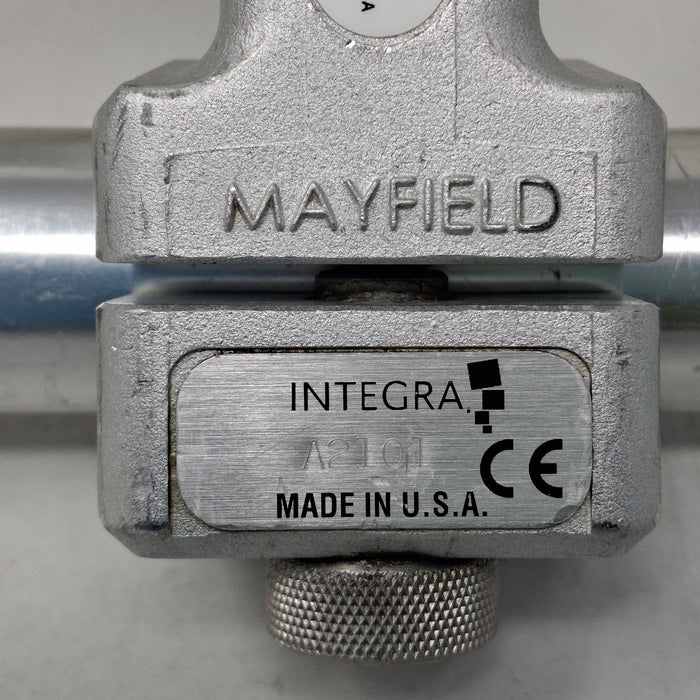 A
MAYFIELD
INTEGRA.
A2101
CE
MADE IN U.S.A.